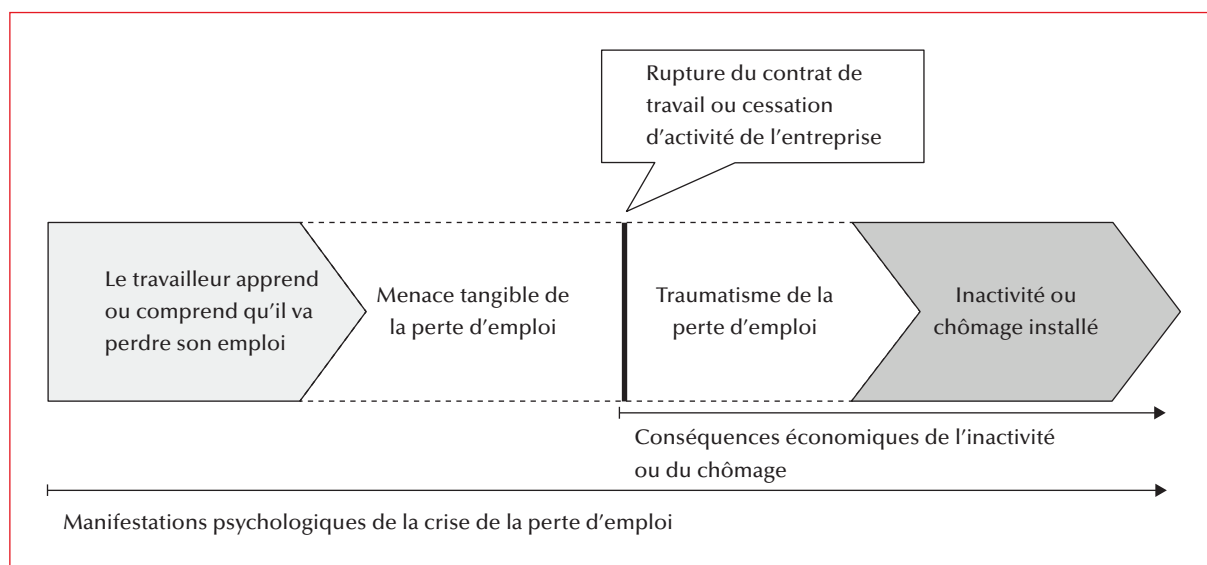 Rupture du contrat de
travail ou cessation
d’activité de l’entreprise
Le travailleur apprend
ou comprend qu’il va
perdre son emploi
Menace tangible de
la perte d’emploi
Traumatisme de la
perte d’emploi
Inactivité ou
chômage installé
Conséquences économiques de l’inactivité
ou du chômage
Manifestations psychologiques de la crise de la perte d’emploi